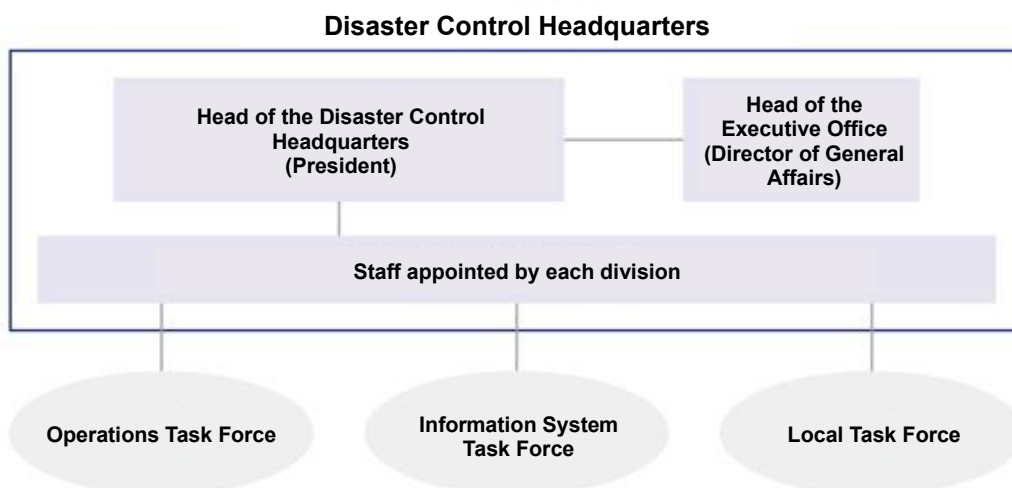 Disaster Control Headquarters
Head of the Disaster Control
Headquarters
(President)
Head of the
Executive Office
(Director of General
Affairs)
Staff appointed by each division
Operations Task Force
Information System
Task Force
Local Task Force